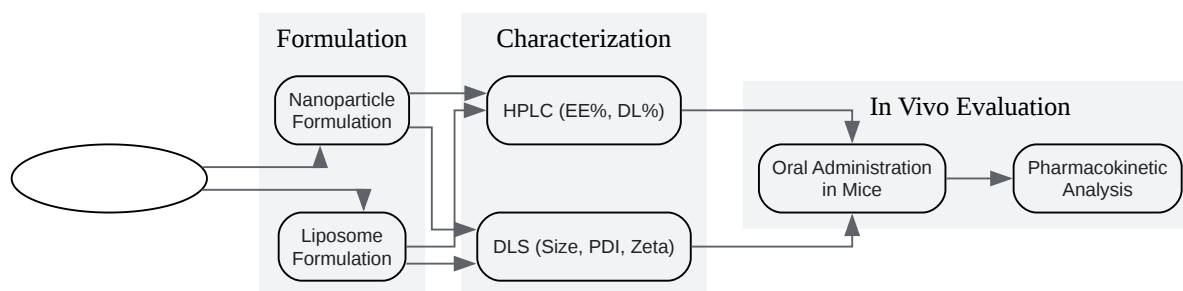 Formulation
Nanoparticle
Formulation
Liposome
Formulation
Characterization
HPLC (EE%, DL%)
DLS (Size, PDI, Zeta)
In Vivo Evaluation
Oral Administration
in Mice
Pharmacokinetic
Analysis